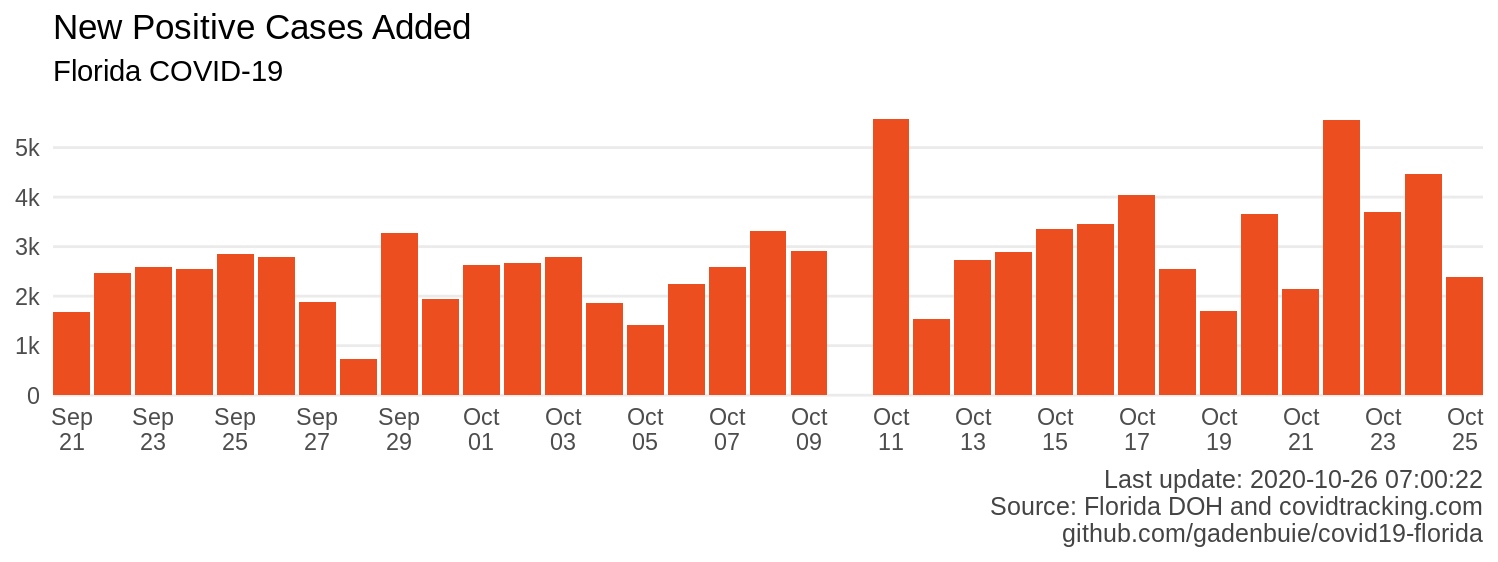 New Positive Cases Added
Florida COVID-19
5k
4k
3k
2k
1k
0
Sep Sep Sep Sep Sep Oct Oct Oct Oct Oct Oct Oct Oct Oct Oct Oct Oct Oct
21 23 25 27 29 01 03 05 07 09 11 13 15 17 19 21 23 25
Last update: 2020-10-26 07:00:22
Source: Florida DOH and covidtracking.com
github.com/gadenbuie/covid19-florida